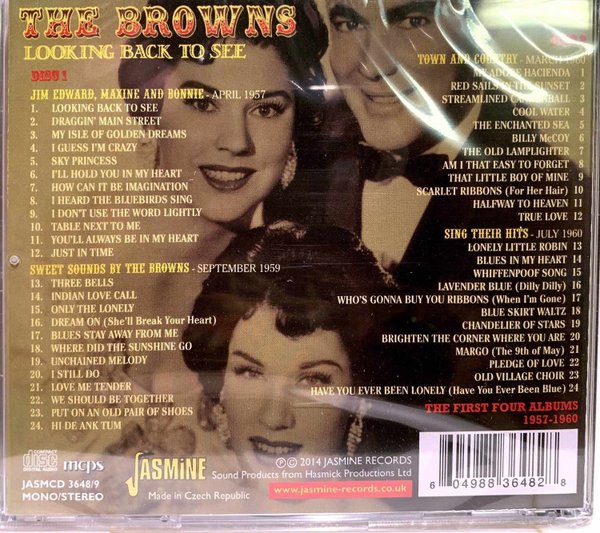 THE BROWNS
LOOKING BACK TO SEE
DISC 1
JIM EDWARD, MAXINE AND BONNIE - APRIL 1957
1. LOOKING BACK TO SEE
2. DRAGGIN' MAIN STREET
3. MY ISLE OF GOLDEN DREAMS
4. I GUESS I'M CRAZY
5. SKY PRINCESS
6. I'LL HOLD YOU IN MY HEART
7. HOW CAN IT BE IMAGINATION
8. I HEARD THE BLUEBIRDS SING
9. I DON'T USE THE WORD LIGHTLY
10. TABLE NEXT TO ME
11. YOU'LL ALWAYS BE IN MY HEART
12. JUST IN TIME
SWEET SOUNDS BY THE BROWNS - SEPTEMBER 1959
13. THREE BELLS
14. INDIAN LOVE CALL
15. ONLY THE LONELY
16. DREAM ON (She'll Break Your Heart)
17. BLUES STAY AWAY FROM ME
18. WHERE DID THE SUNSHINE GO
19. UNCHAINED MELODY
20. I STILL DO
21. LOVE ME TENDER
22. WE SHOULD BE TOGETHER
23. PUT ON AN OLD PAIR OF SHOES
24. HI DE ANK TUM
TOWN AND COUNTRY - MARCH 1960
MY ADOBE HACIENDA 1
RED SAILS IN THE SUNSET 2
STREAMLINED CANNONBALL 3
COOL WATER 4
THE ENCHANTED SEA 5
BILLY McCOY 6
THE OLD LAMPLIGHTER 7
AM I THAT EASY TO FORGET 8
THAT LITTLE BOY OF MINE 9
SCARLET RIBBONS (For Her Hair) 10
HALFWAY TO HEAVEN 11
TRUE LOVE 12
SING THEIR HITS - JULY 1960
LONELY LITTLE ROBIN 13
BLUES IN MY HEART 14
WHIFFENPOOF SONG 15
LAVENDER BLUE (Dilly Dilly) 16
WHO'S GONNA BUY YOU RIBBONS (When I'm Gone) 17
BLUE SKIRT WALTZ 18
CHANDELIER OF STARS 19
BRIGHTEN THE CORNER WHERE YOU ARE 20
MARGO (The 9th of May) 21
PLEDGE OF LOVE 22
OLD VILLAGE CHOIR 23
HAVE YOU EVER BEEN LONELY (Have You Ever Been Blue) 24
THE FIRST FOUR ALBUMS
1957-1960
COMPACT
disc
DIGITAL AUDIO
mcps
JASMCD 3648/9
MONO/STEREO
JASMINE
Made in Czech Republic
℗ © 2014 JASMINE RECORDS
Sound Products from Hasmick Productions Ltd
www.jasmine-records.co.uk
6 04988 36482 8